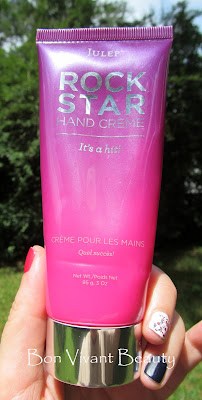 JULEP
ROCK
STAR
HAND CRÈME
It's a hit!
CRÈME POUR LES MAINS
Quel succès!
Net Wt./Poids Net
85 g/3 Oz
Bon Vivant Beauty